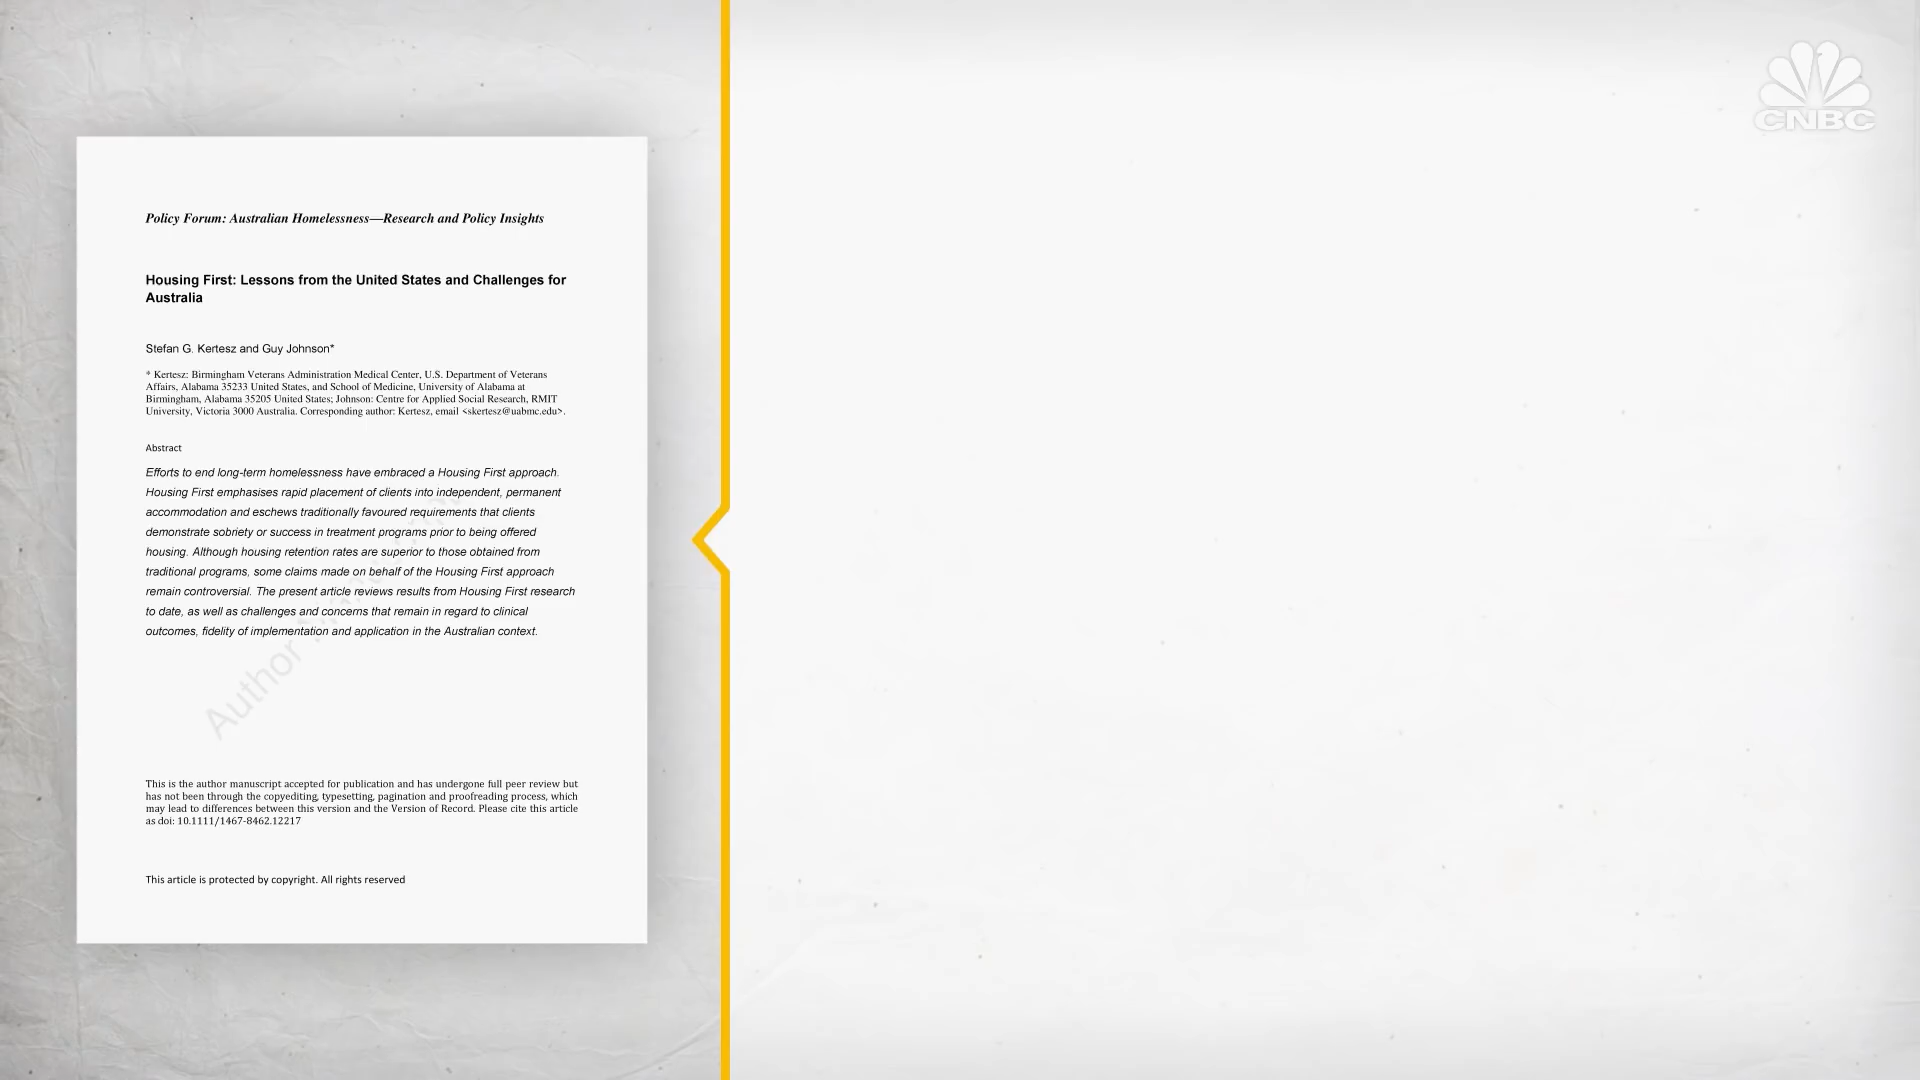 Policy Forum: Australian Homelessness—Research and Policy Insights
Housing First: Lessons from the United States and Challenges for
Australia
Stefan G. Kertesz and Guy Johnson*
* Kertesz: Birmingham Veterans Administration Medical Center, U.S. Department of Veterans
Affairs, Alabama 35233 United States, and School of Medicine, University of Alabama at
Birmingham, Alabama 35205 United States; Johnson: Centre for Applied Social Research, RMIT
University, Victoria 3000 Australia. Corresponding author: Kertesz, email <skertesz@uabmc.edu>.
Abstract
Efforts to end long-term homelessness have embraced a Housing First approach.
Housing First emphasises rapid placement of clients into independent, permanent
accommodation and eschews traditionally favoured requirements that clients
demonstrate sobriety or success in treatment programs prior to being offered
housing. Although housing retention rates are superior to those obtained from
traditional programs, some claims made on behalf of the Housing First approach
remain controversial. The present article reviews results from Housing First research
to date, as well as challenges and concerns that remain in regard to clinical
outcomes, fidelity of implementation and application in the Australian context.
Author
This is the author manuscript accepted for publication and has undergone full peer review but
has not been through the copyediting, typesetting, pagination and proofreading process, which
may lead to differences between this version and the Version of Record. Please cite this article
as doi: 10.1111/1467-8462.12217
This article is protected by copyright. All rights reserved
CNBC